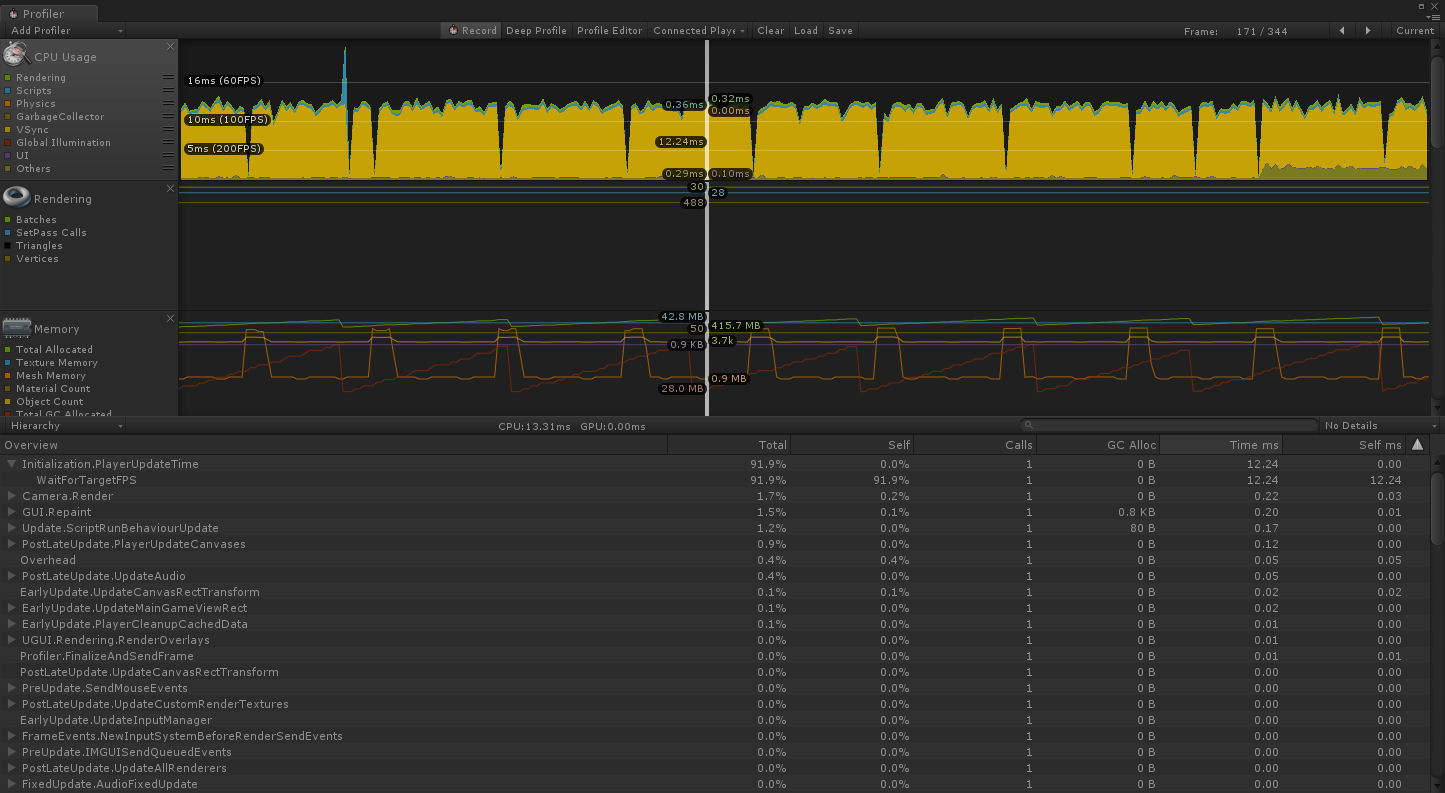 Profiler
Add Profiler Record Deep Profile Profile Editor Connected Playe Clear Load Save Frame: 171 / 344 Current
CPU Usage
Rendering
Scripts
Physics
GarbageCollector
VSync
Global Illumination
UI
Others
16ms (60FPS)
10ms (100FPS)
5ms (200FPS)
0.36ms 0.32ms
0.00ms
12.24ms
0.29ms 0.10ms
Rendering
Batches
SetPass Calls
Triangles
Vertices
30
28
488
Memory
Total Allocated
Texture Memory
Mesh Memory
Material Count
Object Count
Total GC Allocated
42.8 MB
415.7 MB
50
3.7k
0.9 KB
0.9 MB
28.0 MB
Hierarchy CPU:13.31ms GPU:0.00ms No Details
Overview Total Self Calls GC Alloc Time ms Self ms
Initialization.PlayerUpdateTime 91.9% 0.0% 1 0 B 12.24 0.00
WaitForTargetFPS 91.9% 91.9% 1 0 B 12.24 12.24
Camera.Render 1.7% 0.2% 1 0 B 0.22 0.03
GUI.Repaint 1.5% 0.1% 1 0.8 KB 0.20 0.01
Update.ScriptRunBehaviourUpdate 1.2% 0.0% 1 80 B 0.17 0.00
PostLateUpdate.PlayerUpdateCanvases 0.9% 0.0% 1 0 B 0.12 0.00
Overhead 0.4% 0.4% 1 0 B 0.05 0.05
PostLateUpdate.UpdateAudio 0.4% 0.0% 1 0 B 0.05 0.00
EarlyUpdate.UpdateCanvasRectTransform 0.1% 0.1% 1 0 B 0.02 0.02
EarlyUpdate.UpdateMainGameViewRect 0.1% 0.0% 1 0 B 0.02 0.00
EarlyUpdate.PlayerCleanupCachedData 0.1% 0.0% 1 0 B 0.01 0.00
UGUI.Rendering.RenderOverlays 0.0% 0.0% 1 0 B 0.01 0.00
Profiler.FinalizeAndSendFrame 0.0% 0.0% 1 0 B 0.01 0.01
PostLateUpdate.UpdateCanvasRectTransform 0.0% 0.0% 1 0 B 0.00 0.00
PreUpdate.SendMouseEvents 0.0% 0.0% 1 0 B 0.00 0.00
PostLateUpdate.UpdateCustomRenderTextures 0.0% 0.0% 1 0 B 0.00 0.00
EarlyUpdate.UpdateInputManager 0.0% 0.0% 1 0 B 0.00 0.00
FrameEvents.NewInputSystemBeforeRenderSendEvents 0.0% 0.0% 1 0 B 0.00 0.00
PreUpdate.IMGUISendQueuedEvents 0.0% 0.0% 1 0 B 0.00 0.00
PostLateUpdate.UpdateAllRenderers 0.0% 0.0% 1 0 B 0.00 0.00
FixedUpdate.AudioFixedUpdate 0.0% 0.0% 1 0 B 0.00 0.00